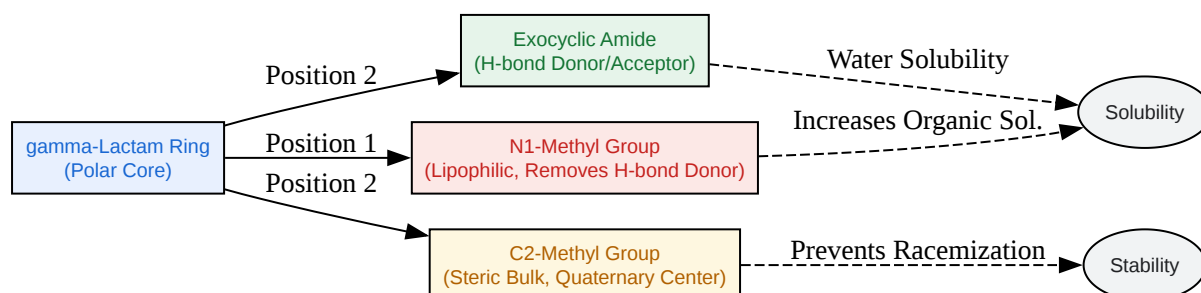 Exocyclic Amide
(H-bond Donor/Acceptor)
Water Solubility
Position 2
Solubility
Increases Organic Sol.
gamma-Lactam Ring
(Polar Core)
Position 1
N1-Methyl Group
(Lipophilic, Removes H-bond Donor)
Position 2
C2-Methyl Group
(Steric Bulk, Quaternary Center)
Prevents Racemization
Stability